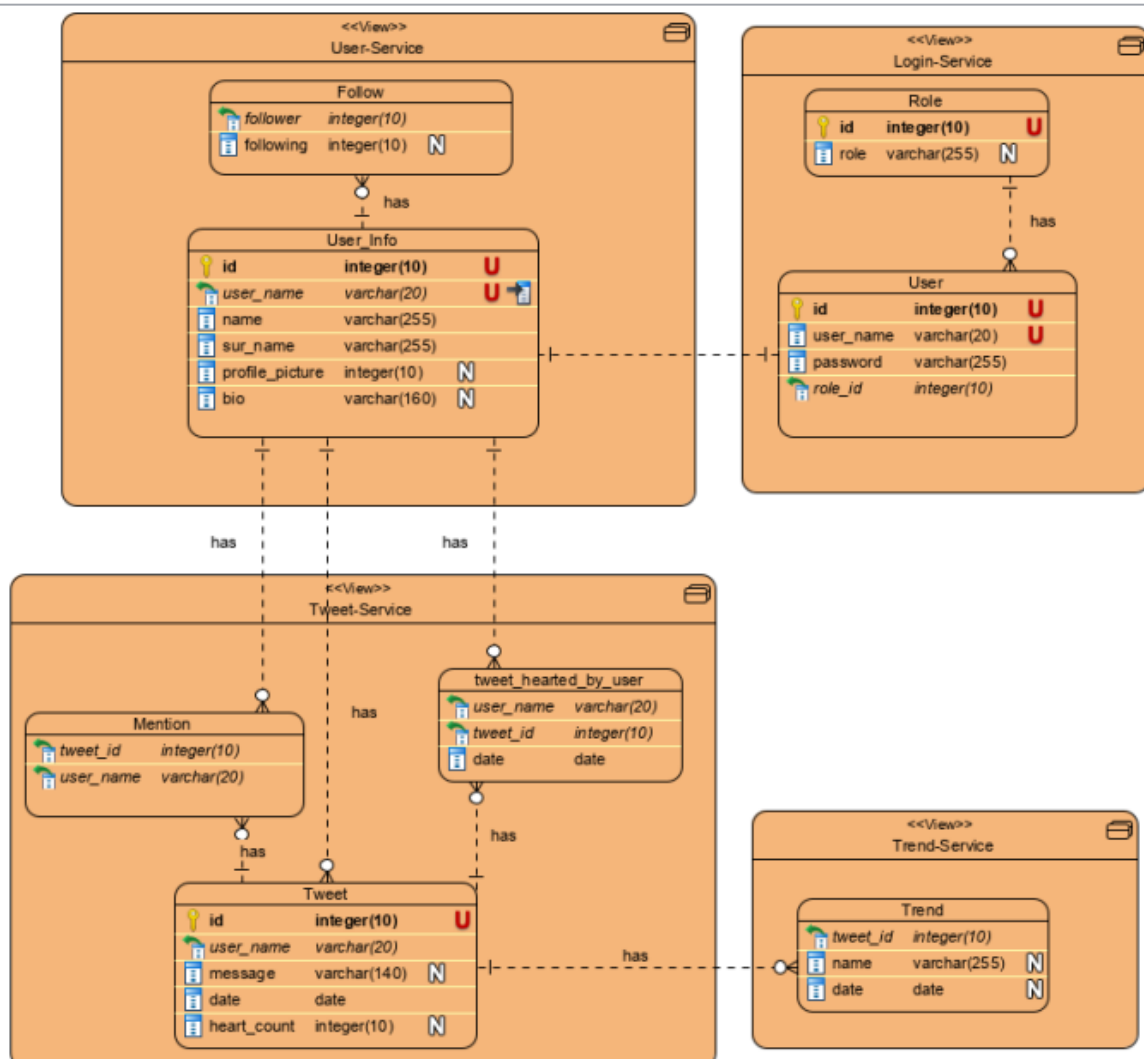 <<View>>
User-Service
Follow
follower integer(10)
following integer(10) N
has
User_Info
id integer(10) U
user_name varchar(20) U
name varchar(255)
sur_name varchar(255)
profile_picture integer(10) N
bio varchar(160) N
<<View>>
Login-Service
Role
id integer(10) U
role varchar(255) N
has
User
id integer(10) U
user_name varchar(20) U
password varchar(255)
role_id integer(10)
has
has
<<View>>
Tweet-Service
has
tweet_hearted_by_user
user_name varchar(20)
tweet_id integer(10)
date date
Mention
tweet_id integer(10)
user_name varchar(20)
has
has
Tweet
id integer(10) U
user_name varchar(20)
message varchar(140) N
date date
heart_count integer(10) N
has
<<View>>
Trend-Service
Trend
tweet_id integer(10)
name varchar(255) N
date date N